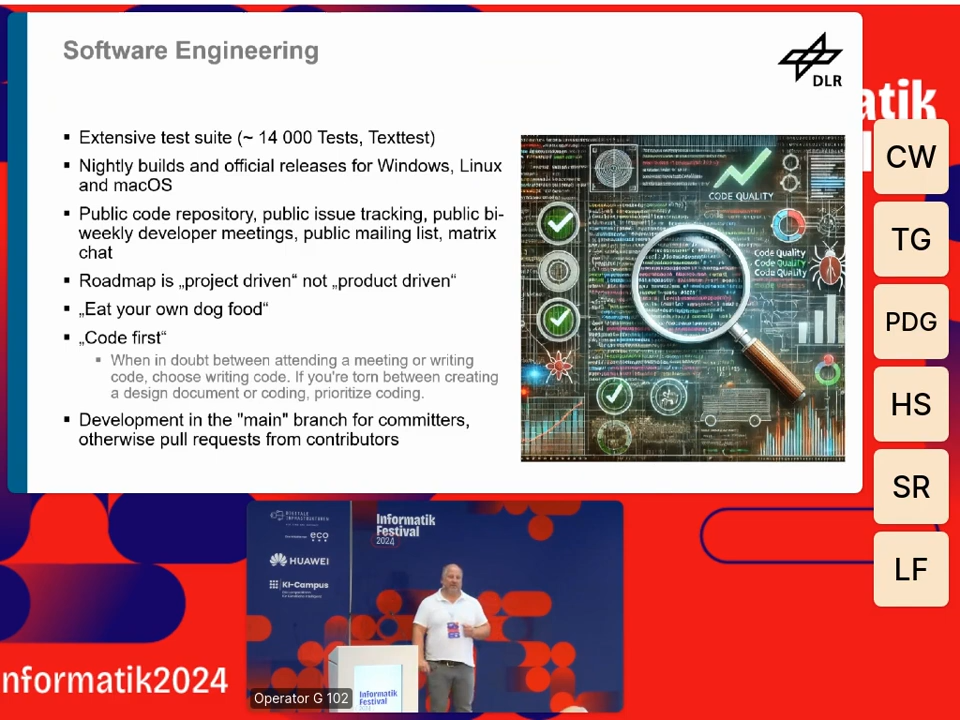 Software Engineering
DLR
Extensive test suite (~ 14 000 Tests, Texttest)
Nightly builds and official releases for Windows, Linux
and macOS
Public code repository, public issue tracking, public bi-
weekly developer meetings, public mailing list, matrix
chat
Roadmap is „project driven“ not „product driven“
„Eat your own dog food“
„Code first“
When in doubt between attending a meeting or writing
code, choose writing code. If you're torn between creating
a design document or coding, prioritize coding.
Development in the "main" branch for committers,
otherwise pull requests from contributors
CODE QUALITY
Code Quality
Code Quality
Code Quality
atik
CW
TG
PDG
HS
SR
LF
eco
HUAWEI
KI-Campus
Informatik
Festival
2024
Informatik
Festival
Operator G 102
nformatik2024